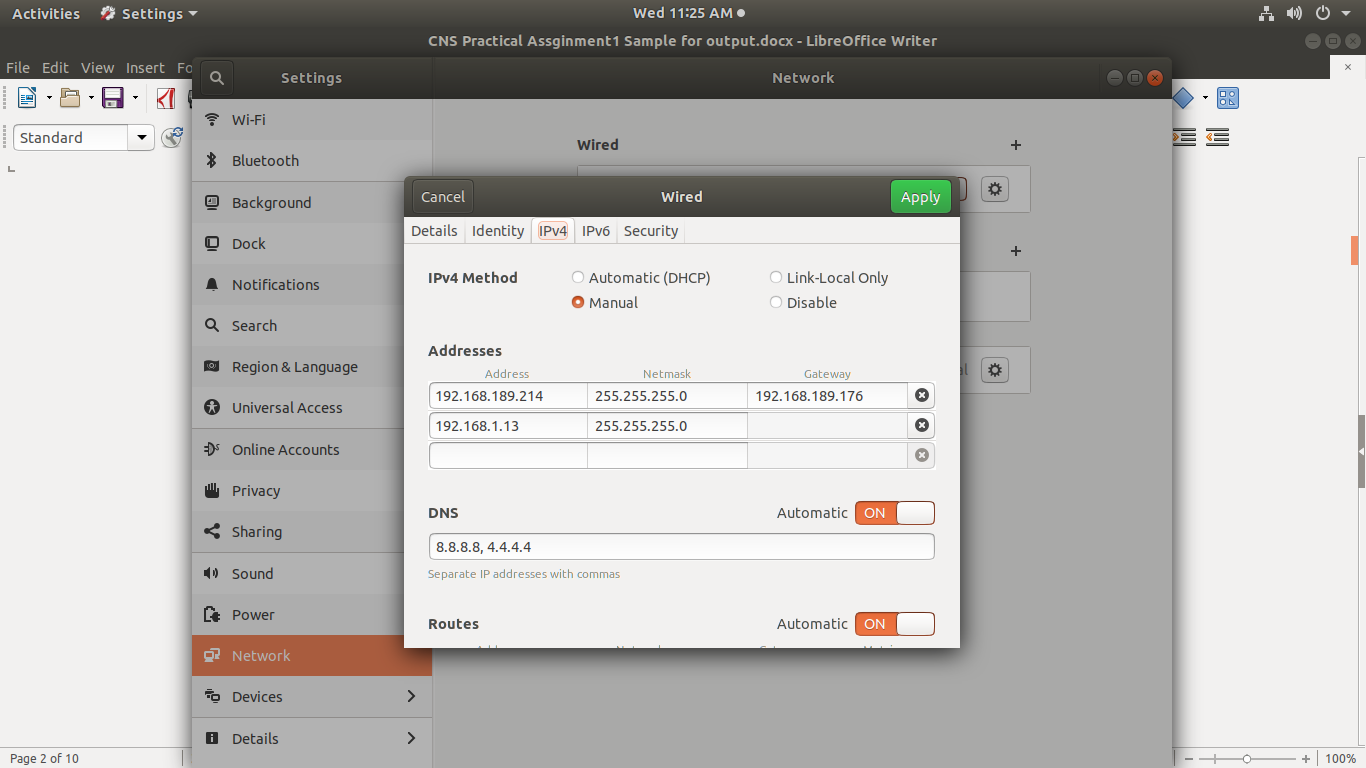 Activities Settings Wed 11:25 AM
CNS Practical Assginment1 Sample for output.docx - LibreOffice Writer
File Edit View Insert Fo
Settings Network
Standard
Wi-Fi
Bluetooth
Background
Dock
Notifications
Search
Region & Language
Universal Access
Online Accounts
Privacy
Sharing
Sound
Power
Network
Devices
Details
Wired
Cancel Wired Apply
Details Identity IPv4 IPv6 Security
IPv4 Method Automatic (DHCP) Link-Local Only
Manual Disable
Addresses
Address Netmask Gateway
192.168.189.214 255.255.255.0 192.168.189.176
192.168.1.13 255.255.255.0
DNS Automatic ON
8.8.8.8, 4.4.4.4
Separate IP addresses with commas
Routes Automatic ON
Page 2 of 10 100%